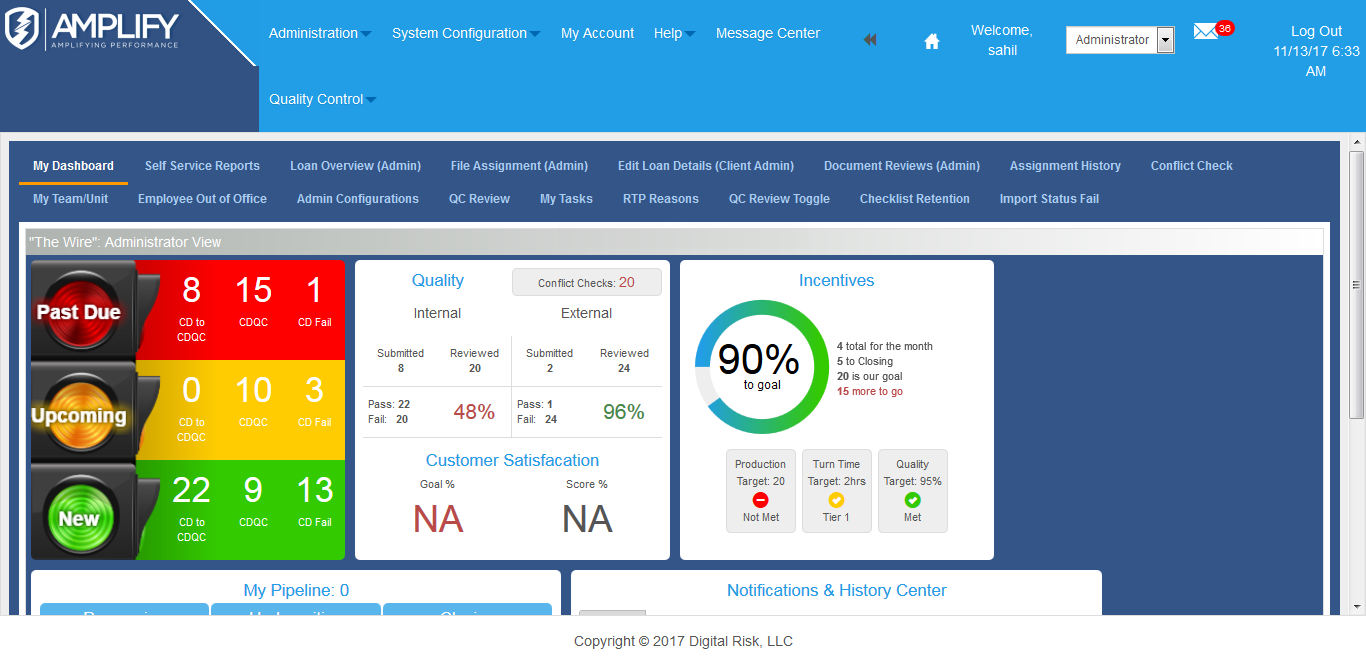 AMPLIFY
AMPLIFYING PERFORMANCE
Administration
System Configuration
My Account
Help
Message Center
Quality Control
Welcome,
sahil
Administrator
36
Log Out
11/13/17 6:33
AM
My Dashboard
Self Service Reports
Loan Overview (Admin)
File Assignment (Admin)
Edit Loan Details (Client Admin)
Document Reviews (Admin)
Assignment History
Conflict Check
My Team/Unit
Employee Out of Office
Admin Configurations
QC Review
My Tasks
RTP Reasons
QC Review Toggle
Checklist Retention
Import Status Fail
"The Wire": Administrator View
Past Due
8
CD to
CDQC
15
CDQC
1
CD Fail
Upcoming
0
CD to
CDQC
10
CDQC
3
CD Fail
New
22
CD to
CDQC
9
CDQC
13
CD Fail
Quality
Conflict Checks: 20
Internal
External
Submitted
8
Reviewed
20
Submitted
2
Reviewed
24
Pass: 22
Fail: 20
48%
Pass: 1
Fail: 24
96%
Customer Satisfacation
Goal %
Score %
NA
NA
Incentives
90%
to goal
4 total for the month
5 to Closing
20 is our goal
15 more to go
Production
Target: 20
Not Met
Turn Time
Target: 2hrs
Tier 1
Quality
Target: 95%
Met
My Pipeline: 0
Notifications & History Center
Copyright © 2017 Digital Risk, LLC